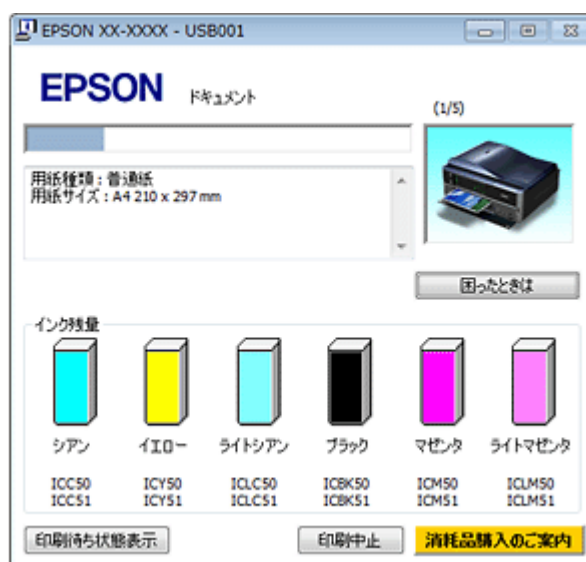 EPSON XX-XXXX - USB001
EPSON ドキュメント
(1/5)
用紙種類：普通紙
用紙サイズ：A4 210 x 297 mm
困ったときは
インク残量
シアン イエロー ライトシアン ブラック マゼンタ ライトマゼンタ
ICC50 ICY50 ICLC50 ICBK50 ICM50 ICLM50
ICC51 ICY51 ICLC51 ICBK51 ICM51 ICLM51
印刷待ち状態表示 印刷中止 消耗品購入のご案内